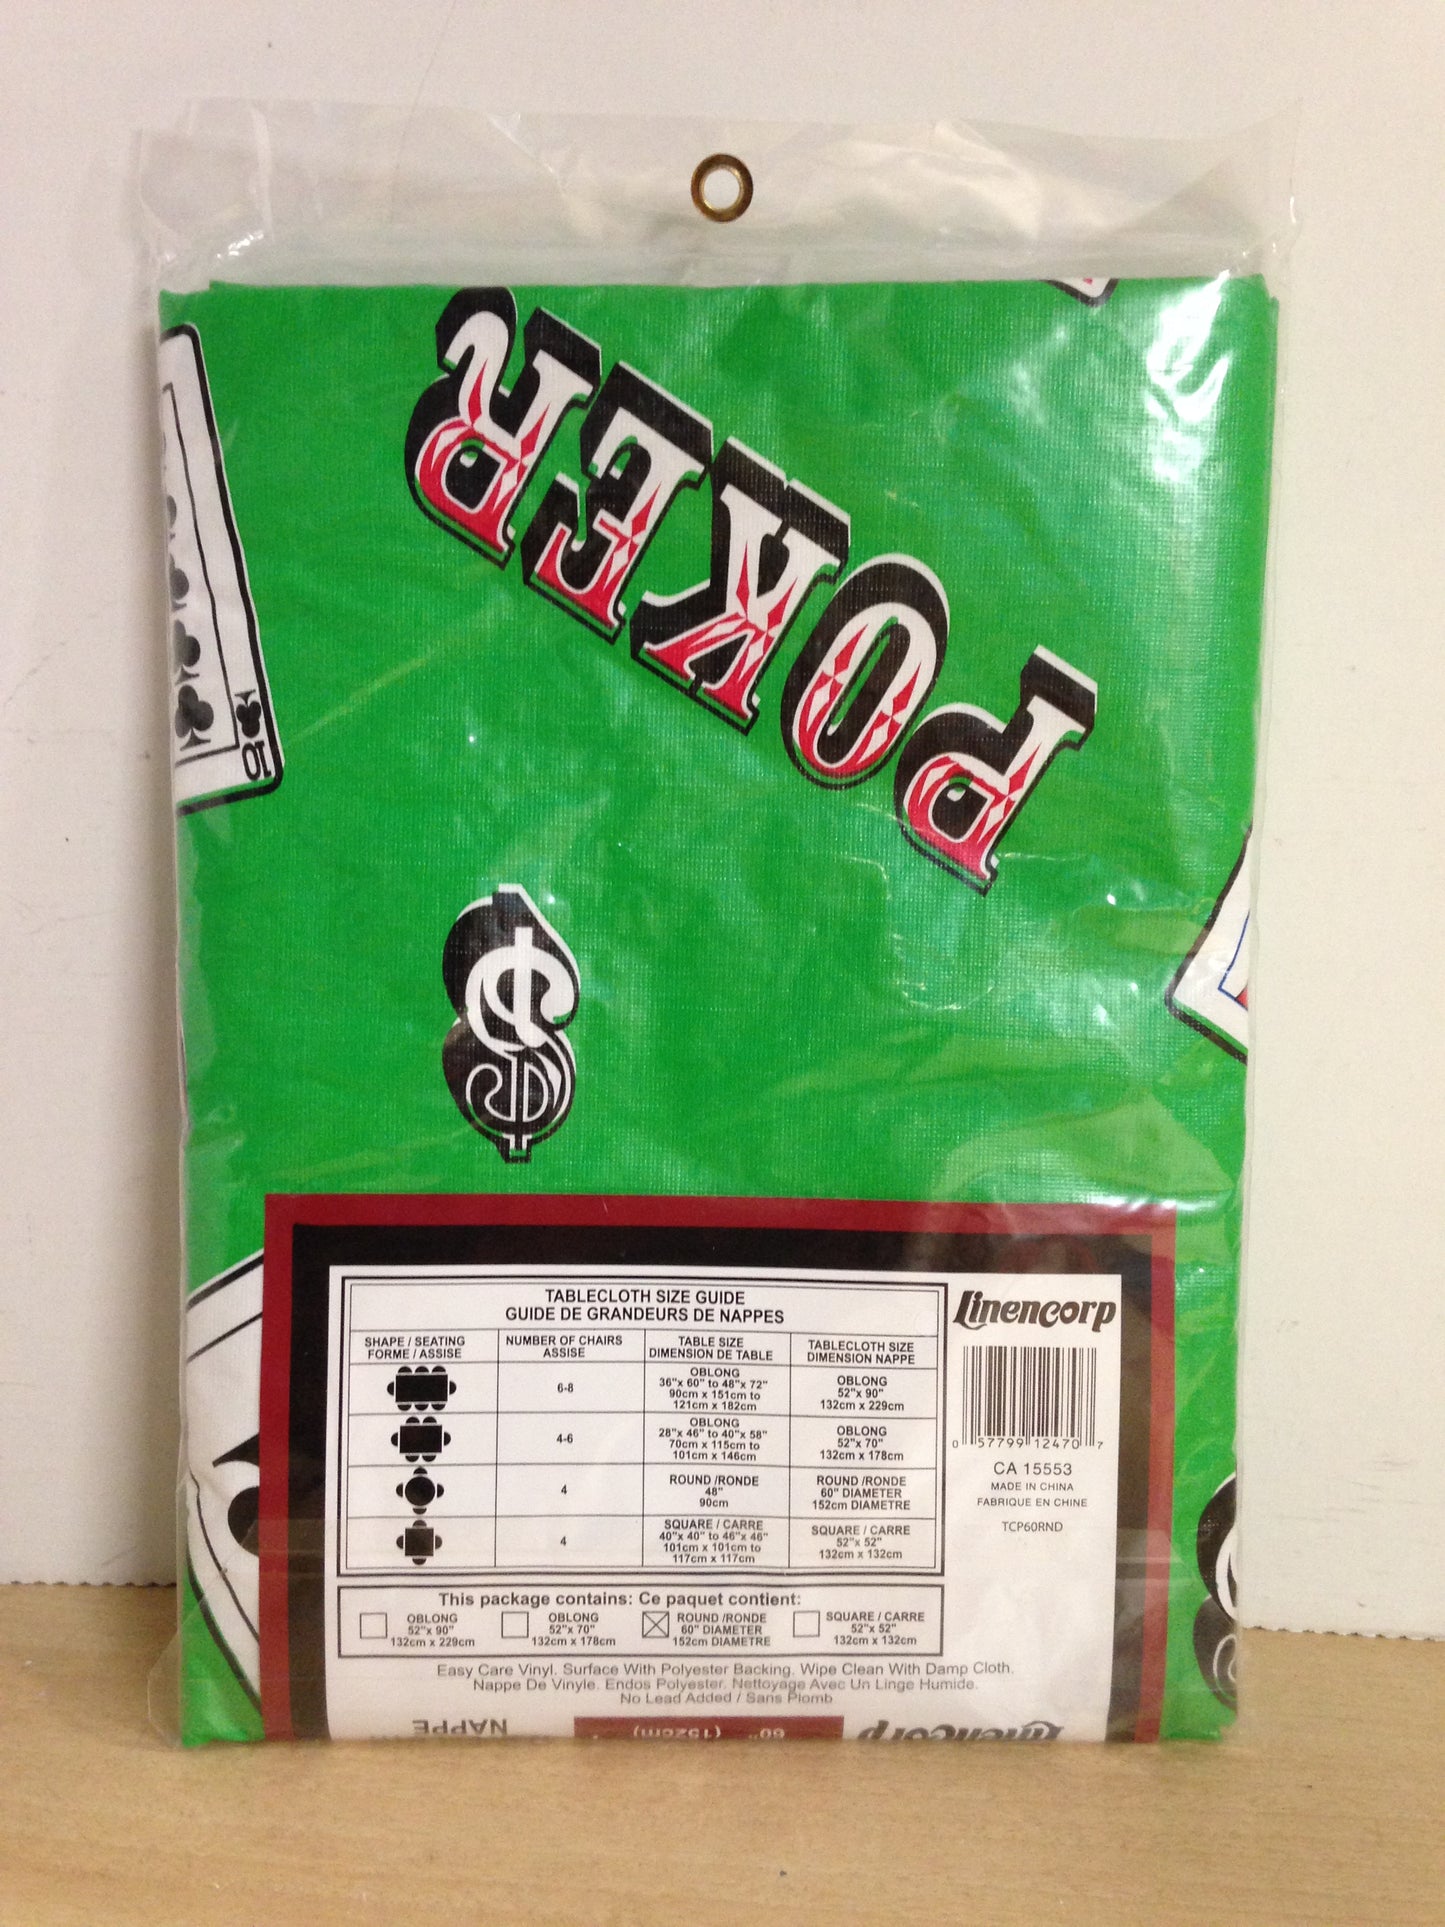 POKER
$
10
TABLECLOTH SIZE GUIDE
GUIDE DE GRANDEURS DE NAPPES
SHAPE / SEATING
FORME / ASSISE
NUMBER OF CHAIRS
ASSISE
TABLE SIZE
DIMENSION DE TABLE
TABLECLOTH SIZE
DIMENSION NAPPE
6-8
OBLONG
36"x 60" to 48"x 72"
90cm x 151cm to
121cm x 182cm
OBLONG
52"x 90"
132cm x 229cm
4-6
OBLONG
28"x 46" to 40"x 58"
70cm x 115cm to
101cm x 146cm
OBLONG
52"x 70"
132cm x 178cm
4
ROUND /RONDE
48"
90cm
ROUND /RONDE
60" DIAMETER
152cm DIAMETRE
4
SQUARE / CARRE
40"x 40" to 46"x 46"
101cm x 101cm to
117cm x 117cm
SQUARE / CARRE
52"x 52"
132cm x 132cm
This package contains: Ce paquet contient:
OBLONG
52"x 90"
132cm x 229cm
OBLONG
52"x 70"
132cm x 178cm
ROUND /RONDE
60" DIAMETER
152cm DIAMETRE
SQUARE / CARRE
52"x 52"
132cm x 132cm
Easy Care Vinyl. Surface With Polyester Backing. Wipe Clean With Damp Cloth.
Nappe De Vinyle. Endos Polyester. Nettoyage Avec Un Linge Humide.
No Lead Added / Sans Plomb
Linencorp
0 57799 12470 7
CA 15553
MADE IN CHINA
FABRIQUE EN CHINE
TCP60RND
Linencorp
60" (152cm)
NAPPE